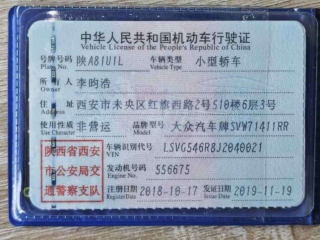 中华人民共和国机动车行驶证
Vehicle License of the People's Republic of China
号牌号码 陕A81U1L 车辆类型 小型轿车
Plate No. Vehicle Type
所有人 李昀浩
Owner
住址 西安市未央区红旗西路2号510楼6层3号
Address
使用性质 非营运 品牌型号 大众汽车牌SVW71411RR
Use Character Model
陕西省西安
市公安局交
通警察支队
车辆识别代号 LSVG546R8J2040021
VIN
发动机号码 556675
Engine No.
注册日期 2018-10-17 发证日期 2019-11-19
Register Date Issue Date